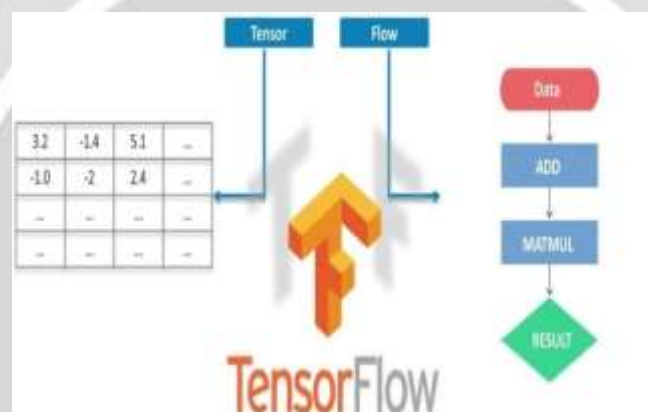 Tensor
Flow
3.2 -1.4 5.1 ...
-1.0 -2 2.4 ...
... ... ... ...
... ... ... ...
Data
ADD
MATMUL
RESULT
TensorFlow